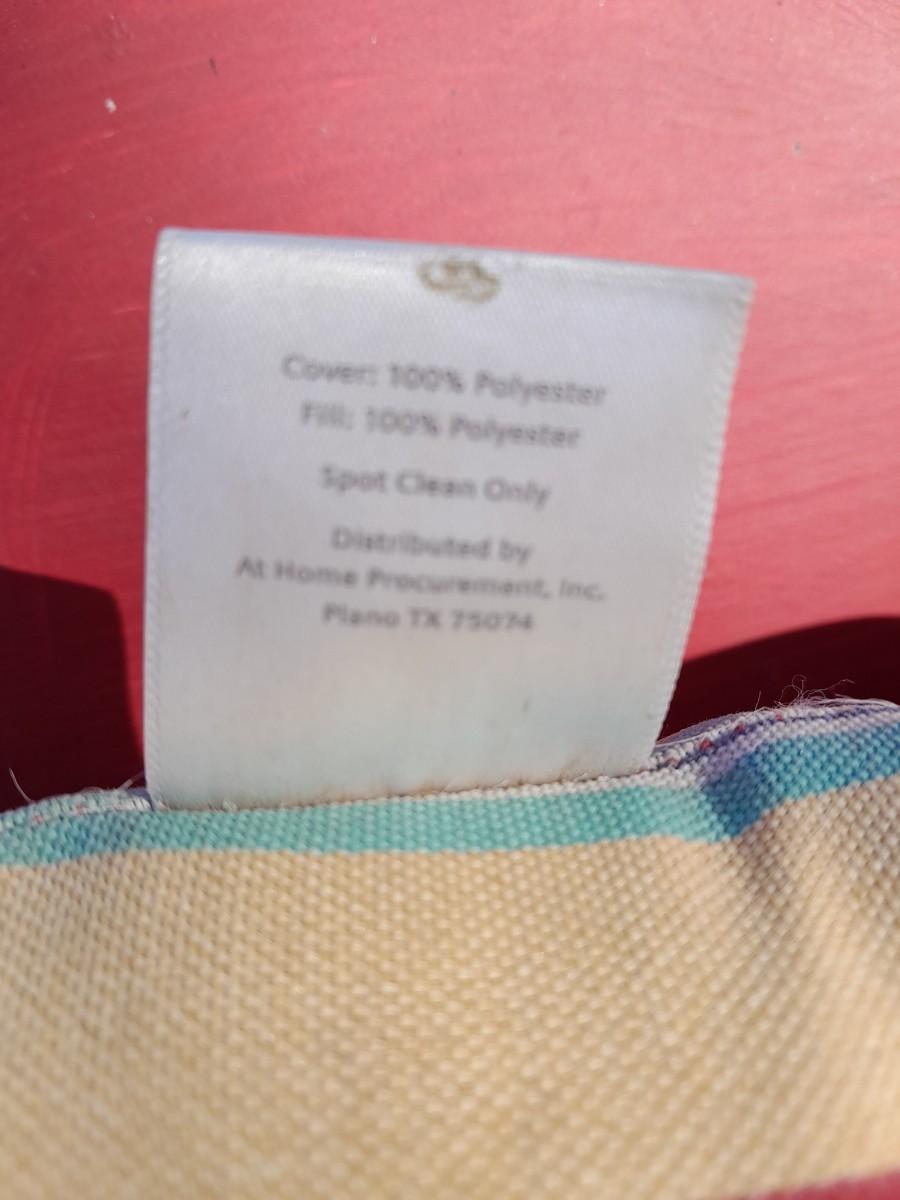 Cover: 100% Polyester
Fill: 100% Polyester
Spot Clean Only
Distributed by
At Home Procurement, Inc.
Plano TX 75074